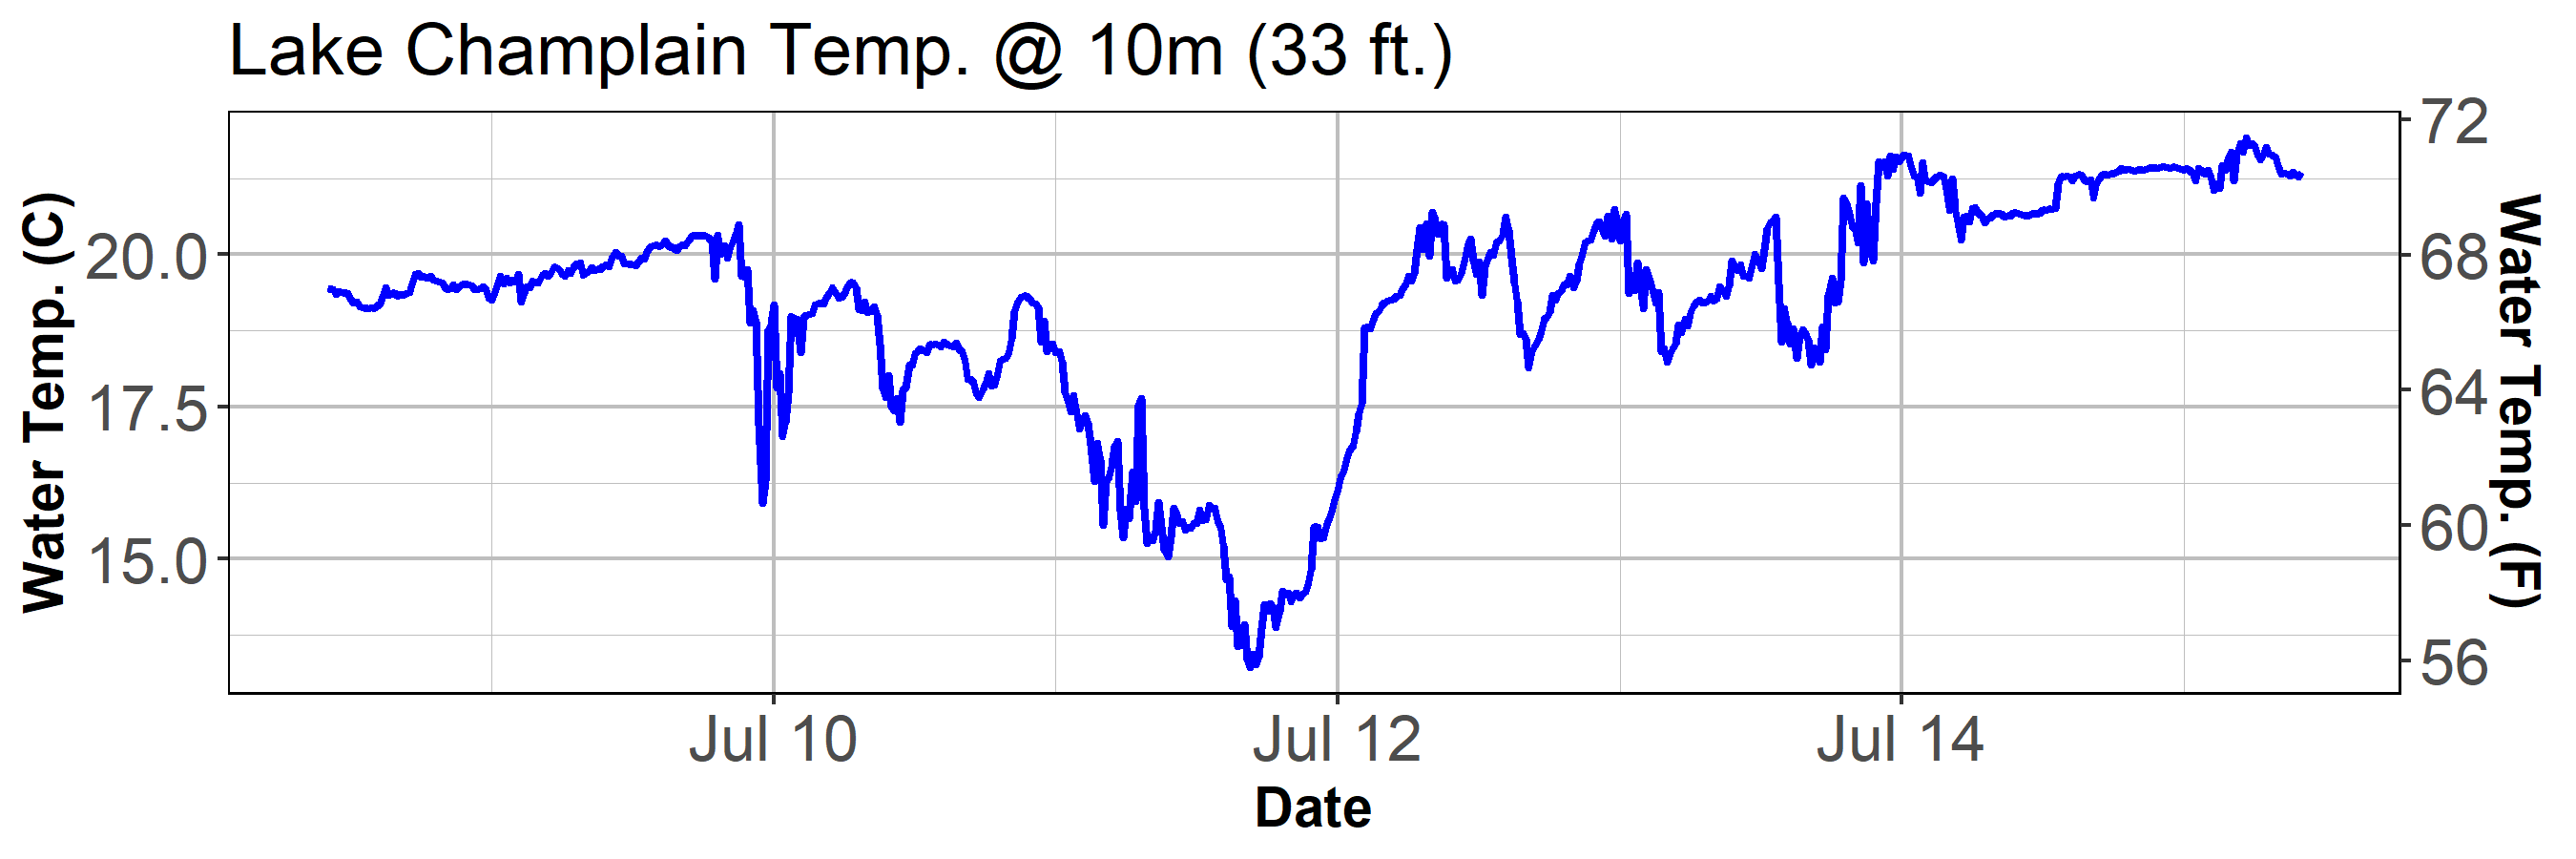 Lake Champlain Temp. @ 10m (33 ft.)
Water Temp. (C)
20.0
17.5
15.0
72
68
64
60
56
Water Temp. (F)
Jul 10
Jul 12
Jul 14
Date